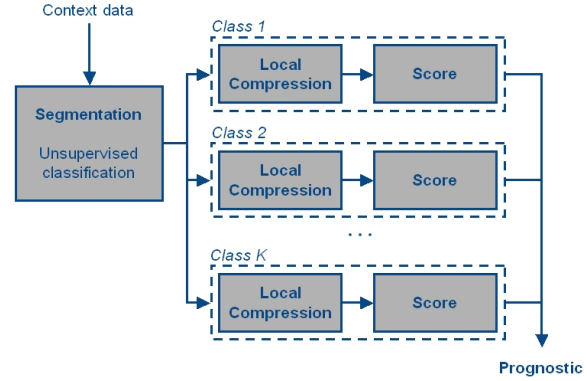 Context data
Segmentation
Unsupervised
classification
Class 1
Local
Compression
Score
Class 2
Local
Compression
Score
...
Class K
Local
Compression
Score
Prognostic